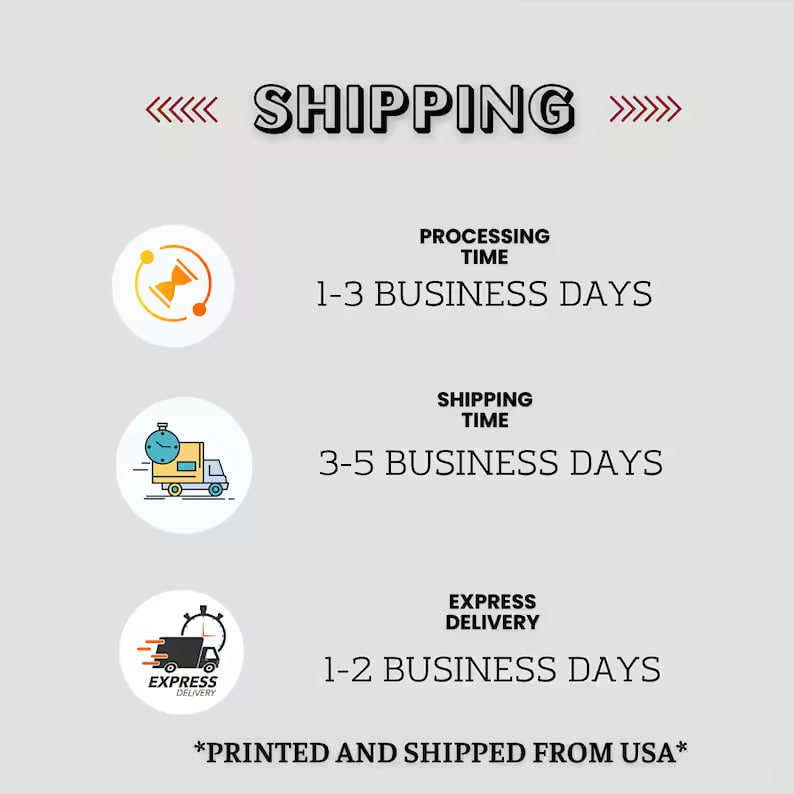 SHIPPING
PROCESSING
TIME
1-3 BUSINESS DAYS
SHIPPING
TIME
3-5 BUSINESS DAYS
EXPRESS
DELIVERY
1-2 BUSINESS DAYS
EXPRESS
DELIVERY
*PRINTED AND SHIPPED FROM USA*